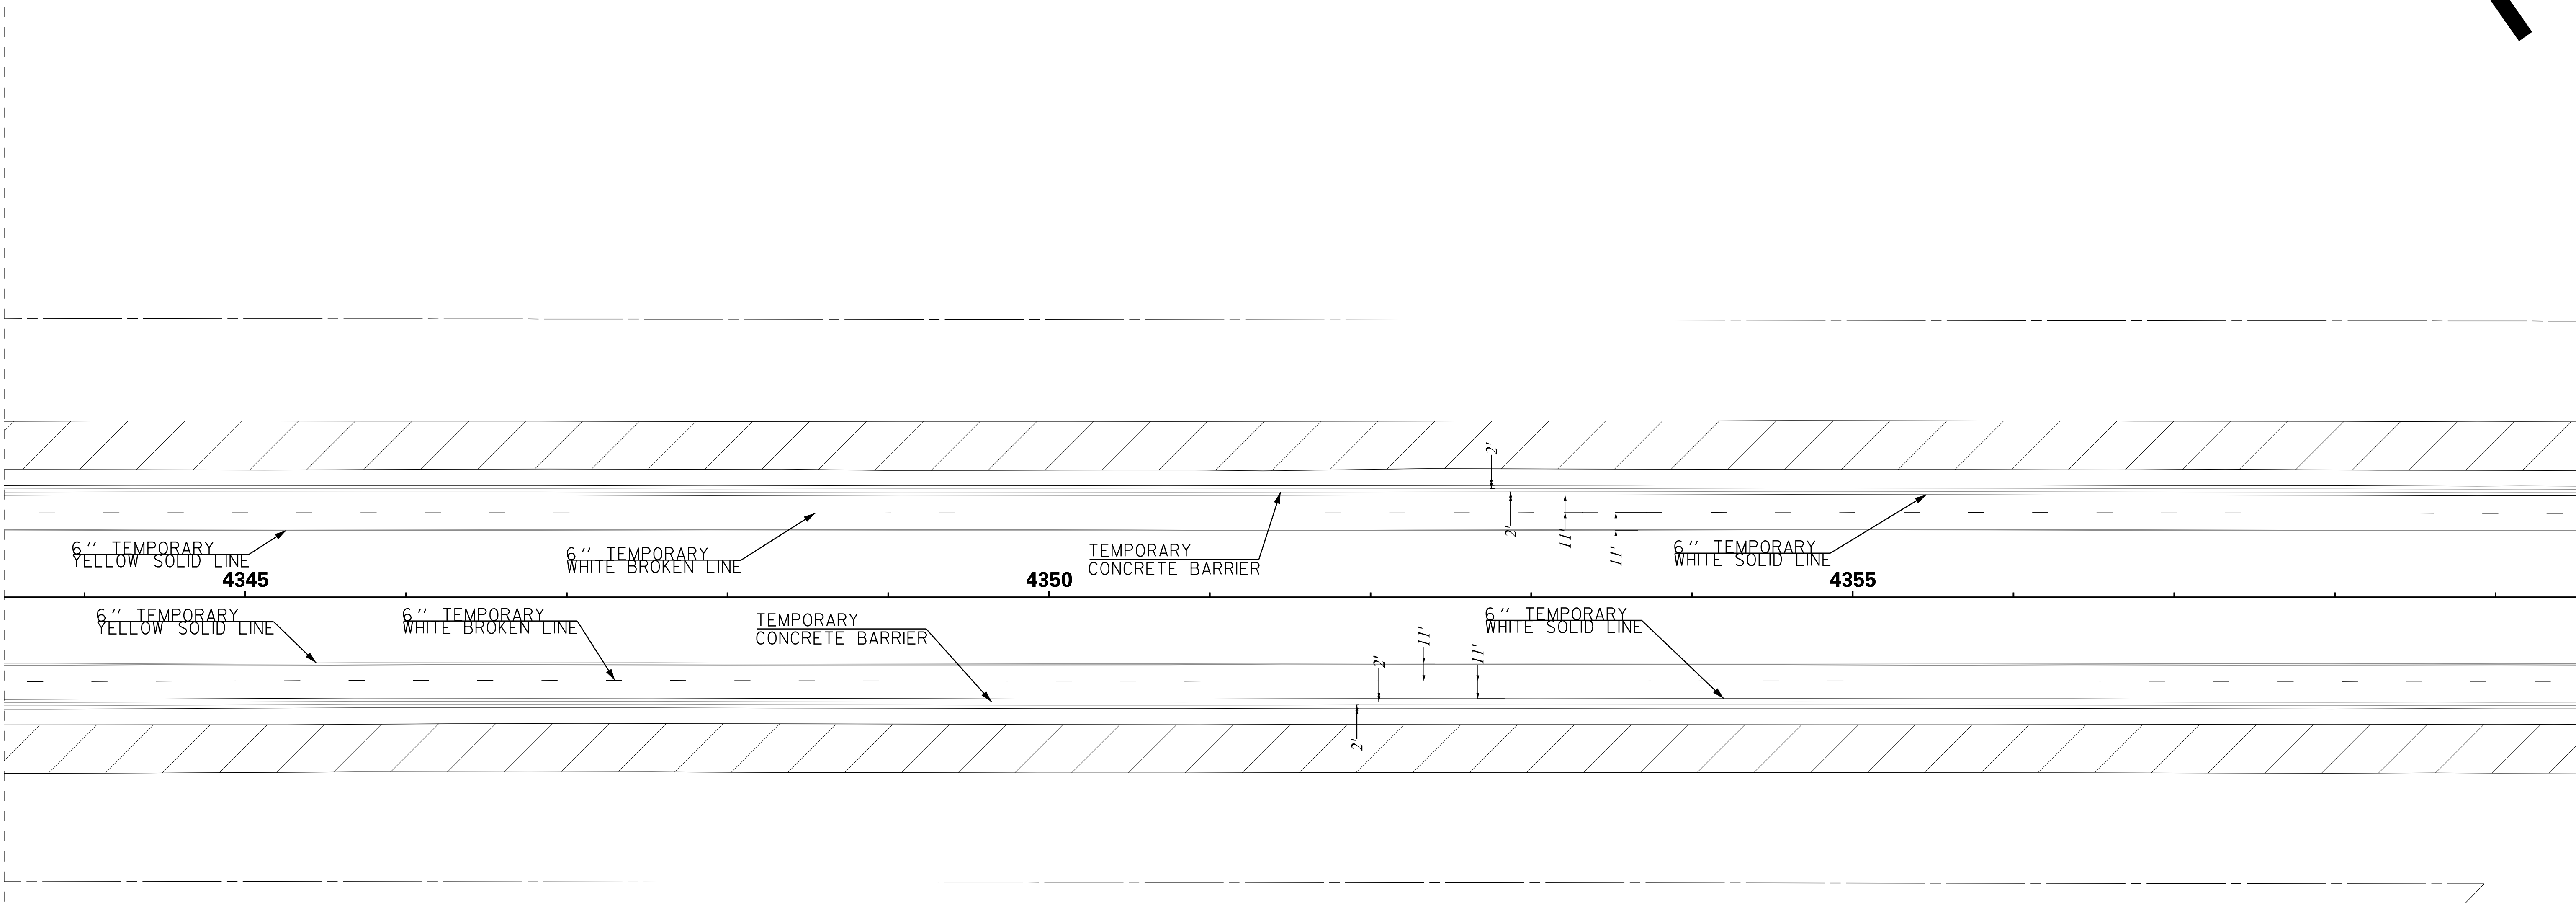 2'
2'
11'
11'
6'' TEMPORARY
YELLOW SOLID LINE
6'' TEMPORARY
WHITE BROKEN LINE
TEMPORARY
CONCRETE BARRIER
6'' TEMPORARY
WHITE SOLID LINE
4345
4350
4355
6'' TEMPORARY
YELLOW SOLID LINE
6'' TEMPORARY
WHITE BROKEN LINE
TEMPORARY
CONCRETE BARRIER
6'' TEMPORARY
WHITE SOLID LINE
11'
11'
2'
2'